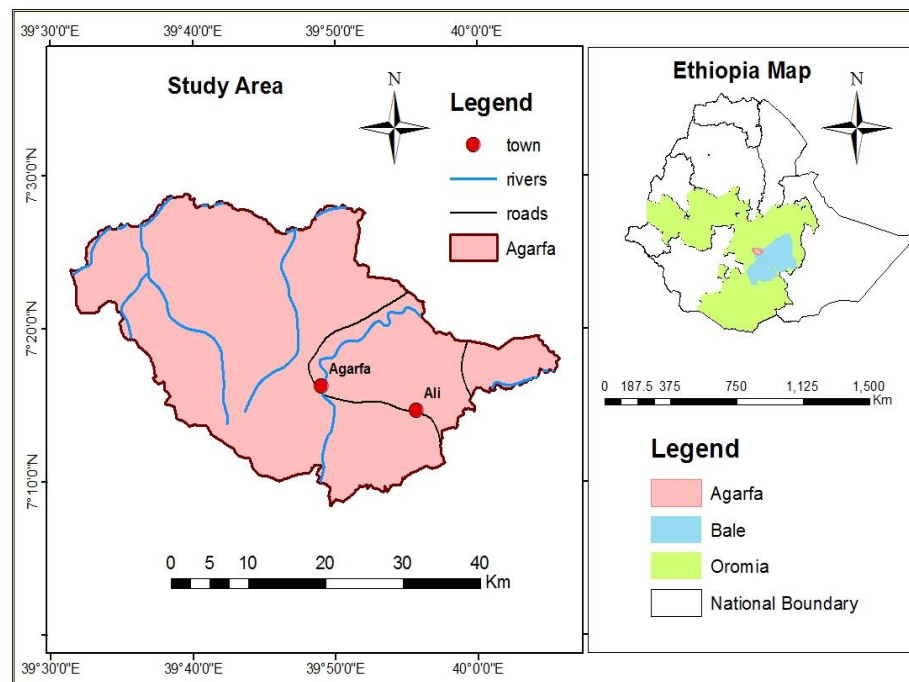 39°30'0"E 39°40'0"E 39°50'0"E 40°0'0"E
Study Area
N
Legend
town
rivers
roads
Agarfa
7°30'0"N
7°20'0"N
7°10'0"N
Agarfa
Ali
0 5 10 20 30 40
Km
39°30'0"E 39°40'0"E 39°50'0"E 40°0'0"E
Ethiopia Map
N
0 187.5 375 750 1,125 1,500
Km
Legend
Agarfa
Bale
Oromia
National Boundary